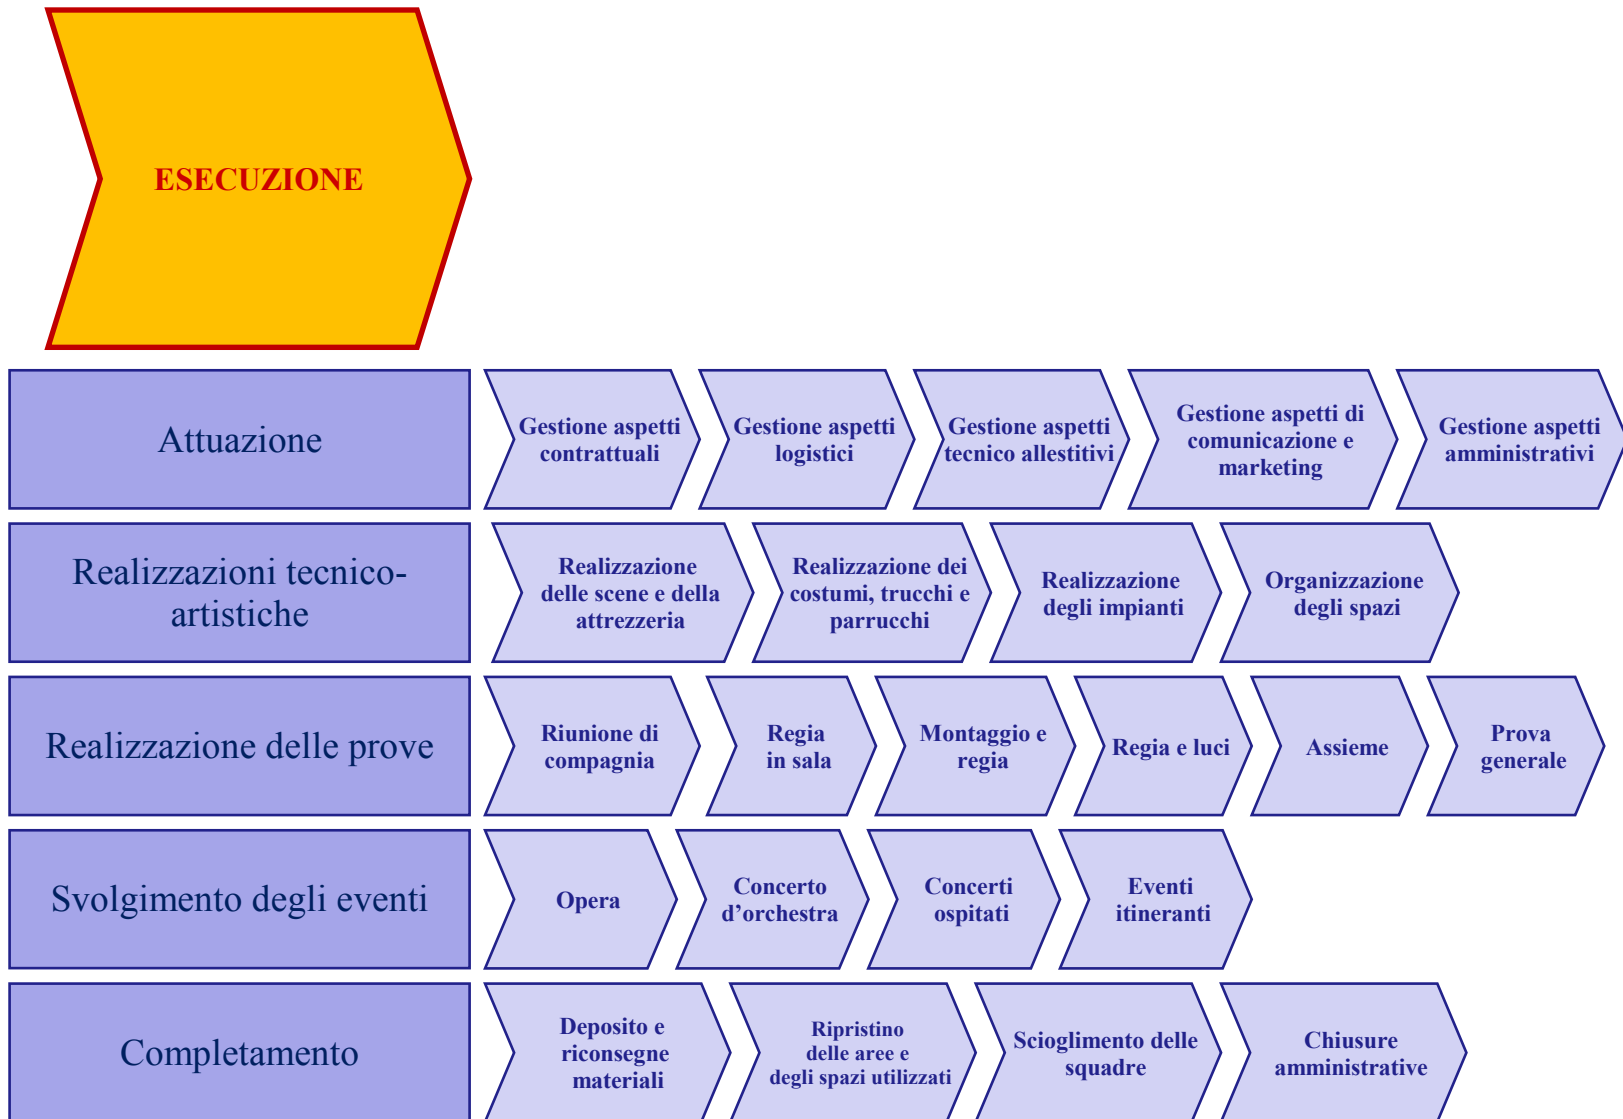 ESECUZIONE
Attuazione
Gestione aspetti
contrattuali
Gestione aspetti
logistici
Gestione aspetti
tecnico allestitivi
Gestione aspetti di
comunicazione e
marketing
Gestione aspetti
amministrativi
Realizzazioni tecnico-
artistiche
Realizzazione
delle scene e della
attrezzeria
Realizzazione dei
costumi, trucchi e
parrucchi
Realizzazione
degli impianti
Organizzazione
degli spazi
Realizzazione delle prove
Riunione di
compagnia
Regia
in sala
Montaggio e
regia
Regia e luci
Assieme
Prova
generale
Svolgimento degli eventi
Opera
Concerto
d’orchestra
Concerti
ospitati
Eventi
itineranti
Completamento
Deposito e
riconsegne
materiali
Ripristino
delle aree e
degli spazi utilizzati
Scioglimento delle
squadre
Chiusure
amministrative